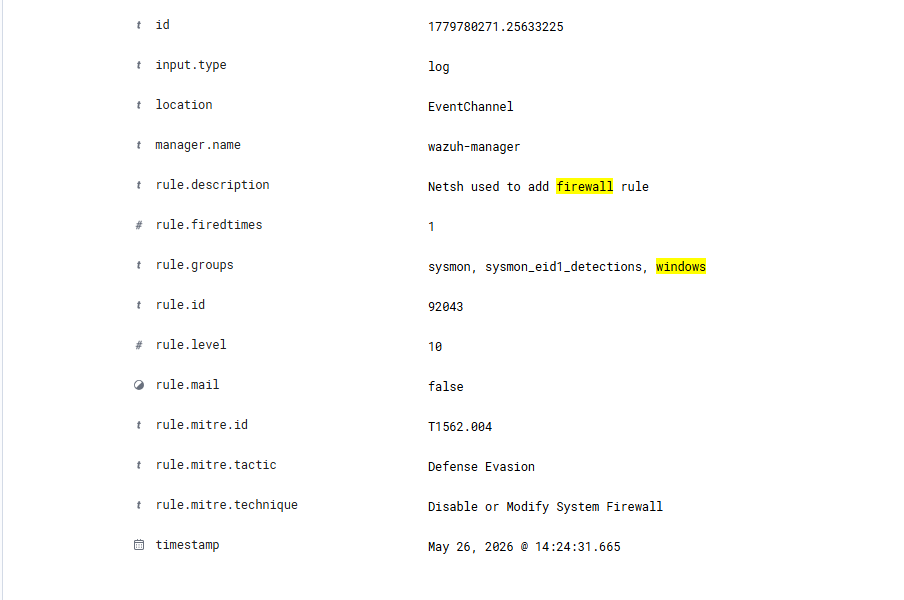 t id 1779780271.25633225
t input.type log
t location EventChannel
t manager.name wazuh-manager
t rule.description Netsh used to add firewall rule
# rule.firedtimes 1
t rule.groups sysmon, sysmon_eid1_detections, windows
t rule.id 92043
# rule.level 10
rule.mail false
t rule.mitre.id T1562.004
t rule.mitre.tactic Defense Evasion
t rule.mitre.technique Disable or Modify System Firewall
timestamp May 26, 2026 @ 14:24:31.665